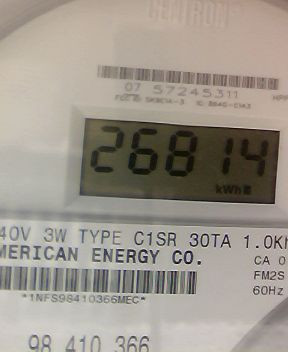 CENTRON®
07 57245311
26814
kWh
40V 3W TYPE C1SR 30TA 1.0Kh
MERICAN ENERGY CO.
CA 0
FM2S
60Hz
*1NFS98410366MEC*
98 410 366